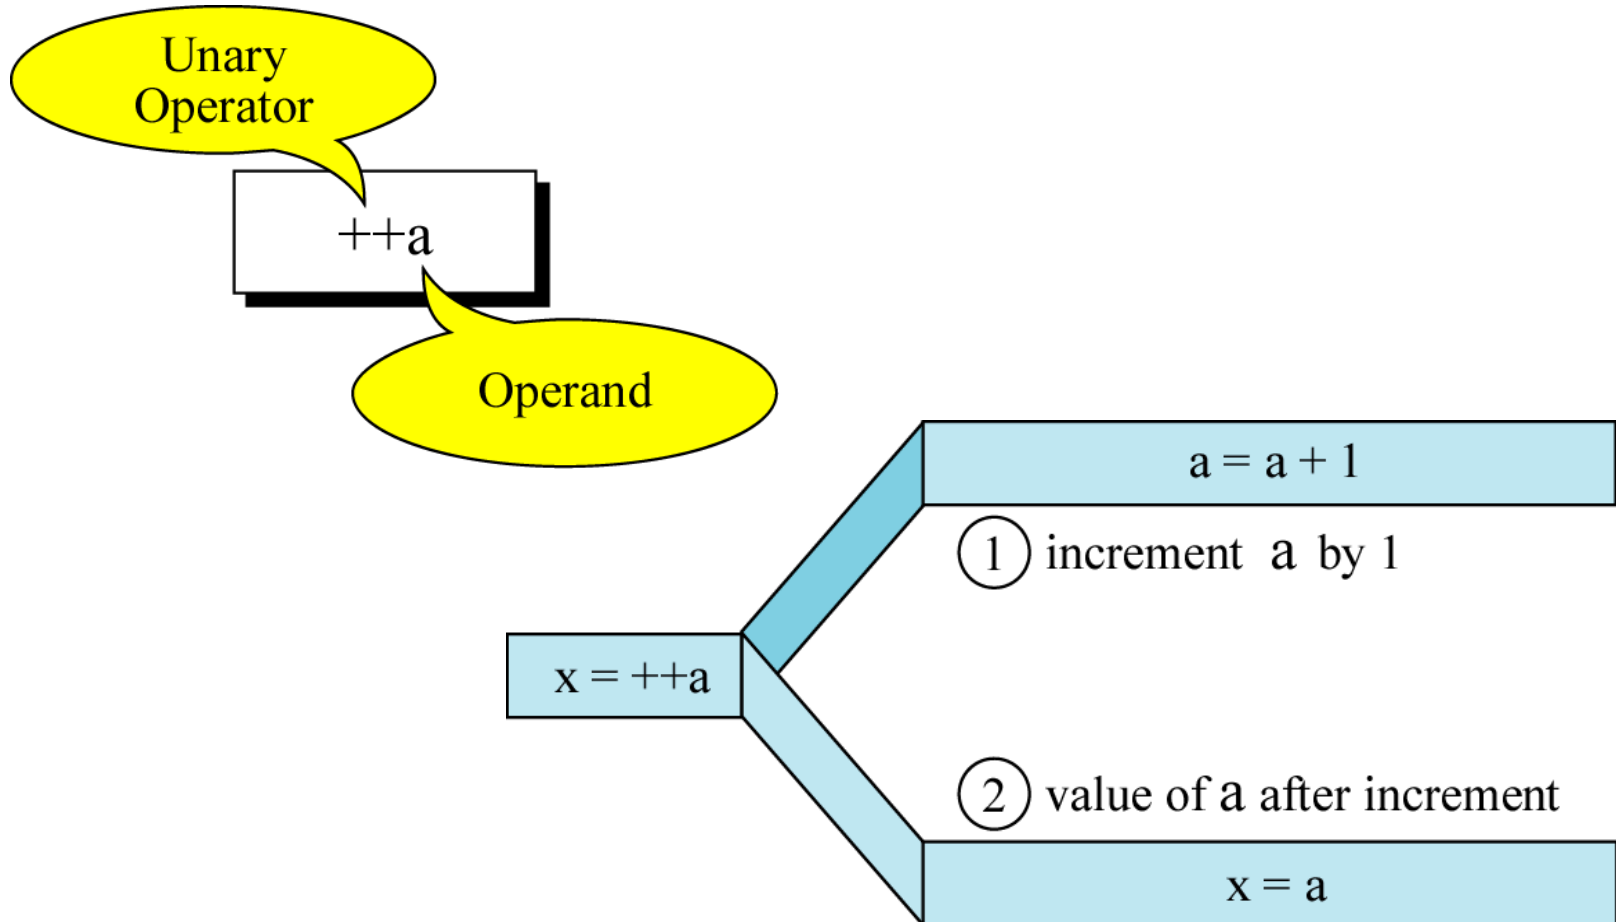 Unary
Operator
++a
Operand
a = a + 1
1 increment a by 1
x = ++a
2 value of a after increment
x = a